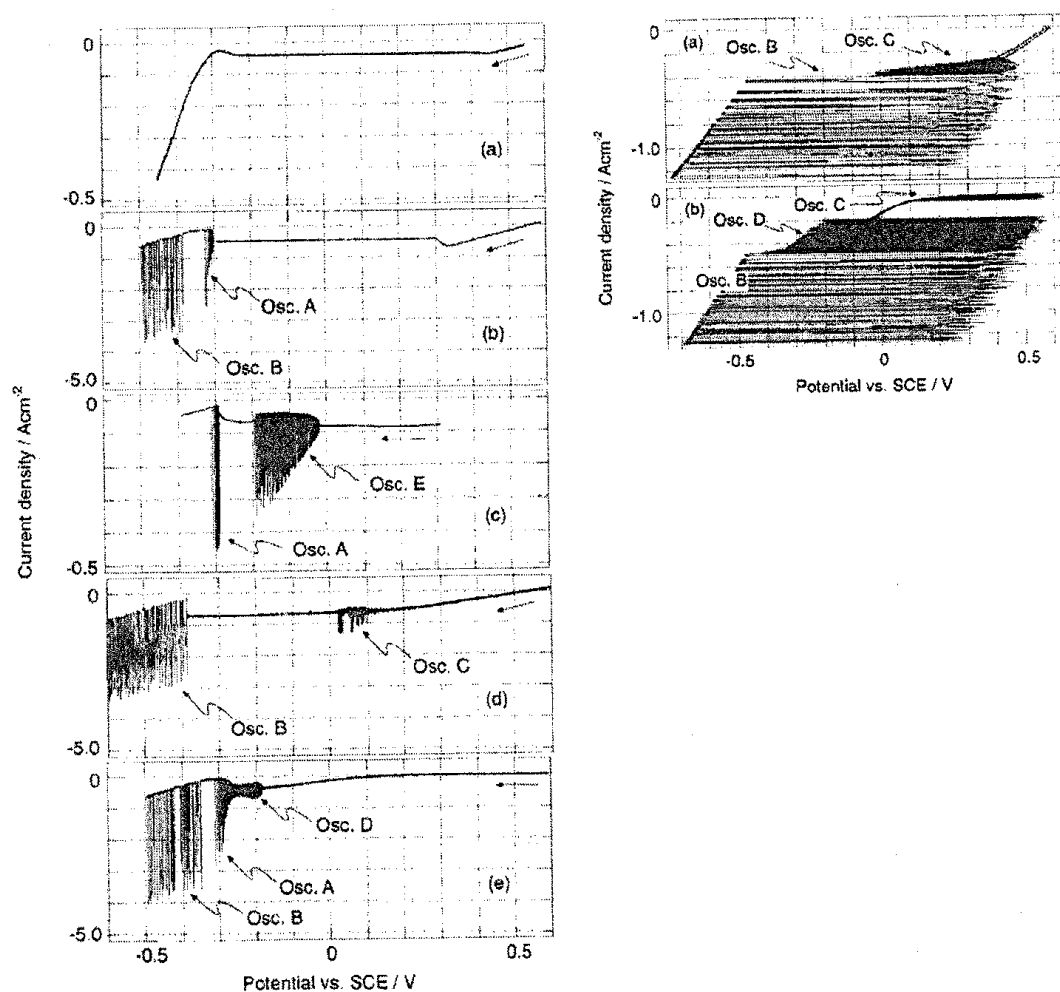 0
(a)
-0.5
0
Osc. A
(b)
Osc. B
-5.0
0
Osc. E
(c)
Osc. A
-0.5
0
Osc. C
(d)
Osc. B
-5.0
0
Osc. D
Osc. A
(e)
Osc. B
-5.0
-0.5
0
0.5
Potential vs. SCE / V
Current density / Acm-2
(a)
0
Osc. B
Osc. C
-1.0
(b)
0
Osc. C
Osc. D
Osc. B
-1.0
-0.5
0
0.5
Potential vs. SCE / V
Current density / Acm-2